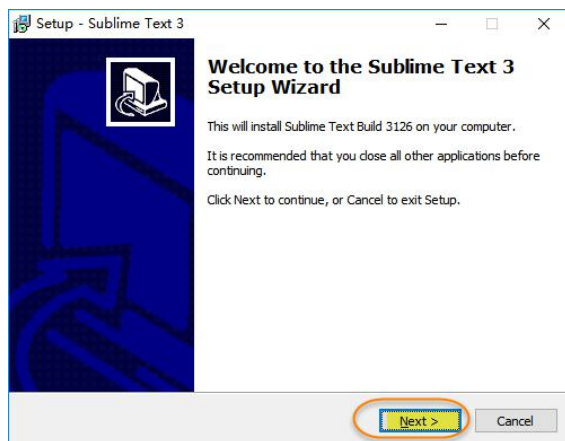 Setup - Sublime Text 3
Welcome to the Sublime Text 3
Setup Wizard
This will install Sublime Text Build 3126 on your computer.
It is recommended that you close all other applications before
continuing.
Click Next to continue, or Cancel to exit Setup.
Next >
Cancel